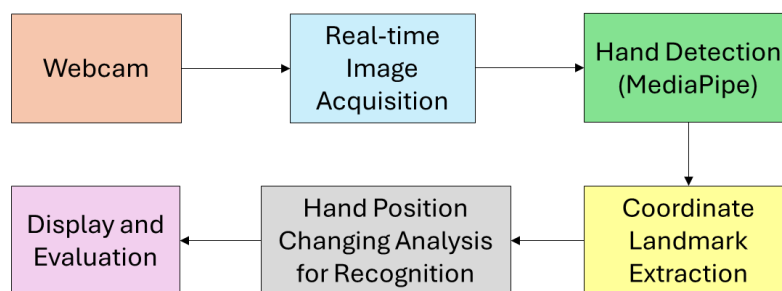 Webcam
Real-time
Image
Acquisition
Hand Detection
(MediaPipe)
Display and
Evaluation
Hand Position
Changing Analysis
for Recognition
Coordinate
Landmark
Extraction